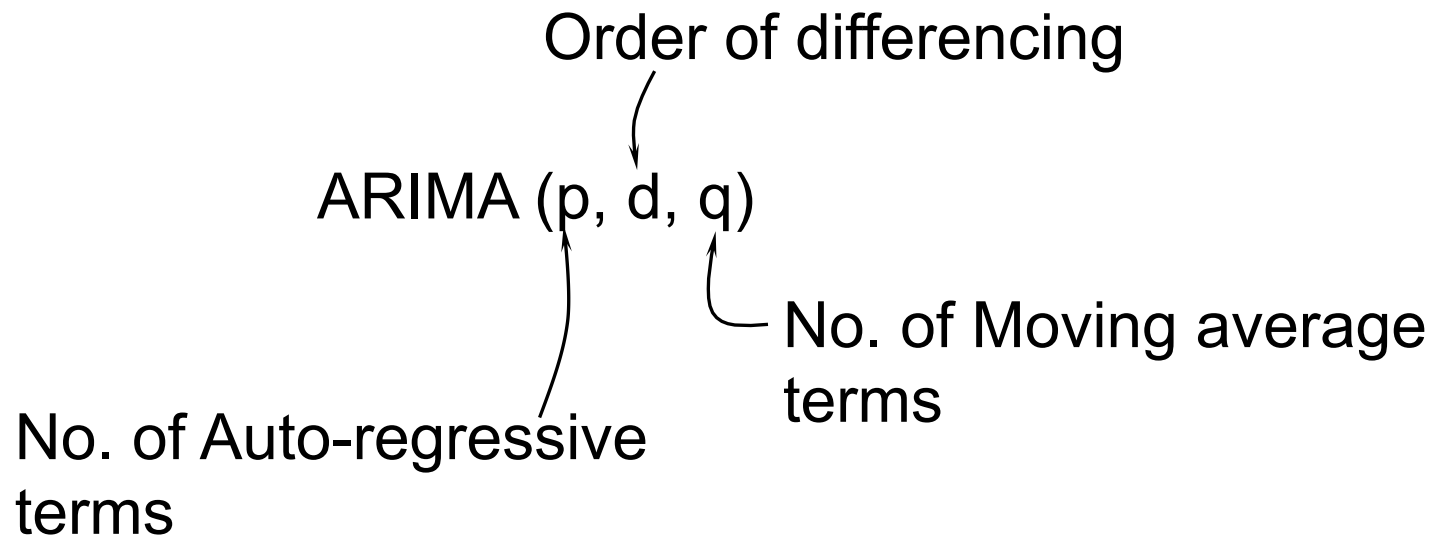 Order of differencing
ARIMA (p, d, q)
No. of Moving average
terms
No. of Auto-regressive
terms